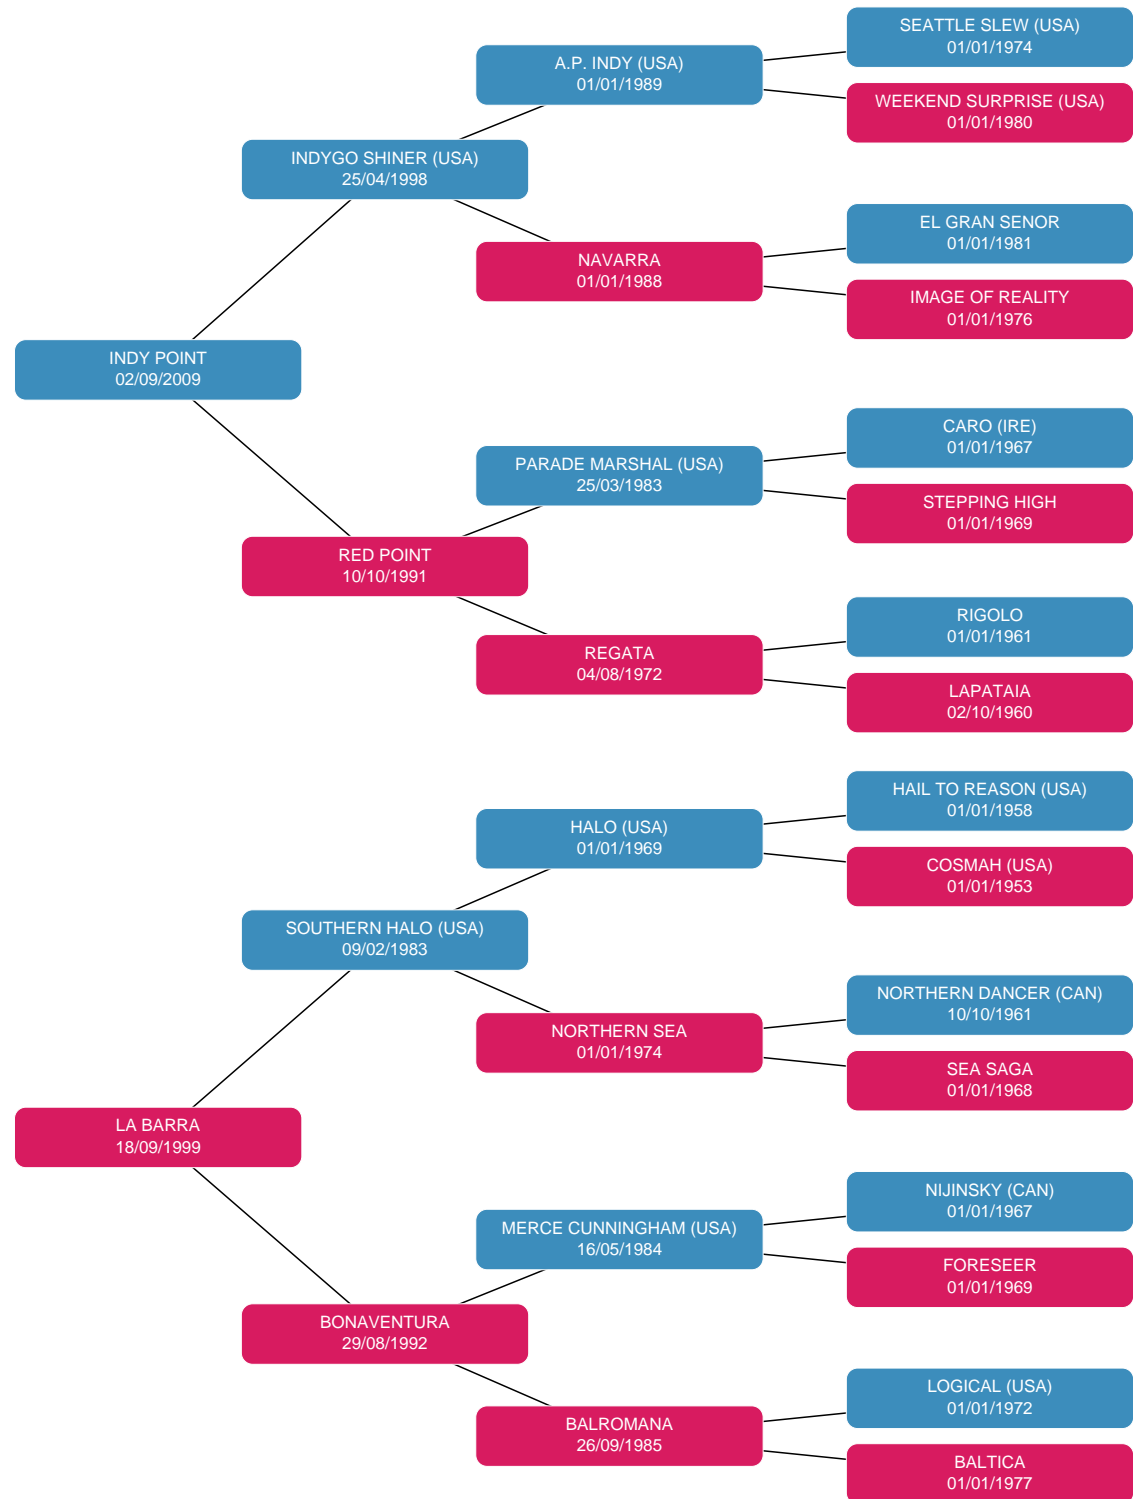 SEATTLE SLEW (USA)
01/01/1974
A.P. INDY (USA)
01/01/1989
WEEKEND SURPRISE (USA)
01/01/1980
INDYGO SHINER (USA)
25/04/1998
EL GRAN SENOR
01/01/1981
NAVARRA
01/01/1988
IMAGE OF REALITY
01/01/1976
INDY POINT
02/09/2009
CARO (IRE)
01/01/1967
PARADE MARSHAL (USA)
25/03/1983
STEPPING HIGH
01/01/1969
RED POINT
10/10/1991
RIGOLO
01/01/1961
REGATA
04/08/1972
LAPATAIA
02/10/1960
HAIL TO REASON (USA)
01/01/1958
HALO (USA)
01/01/1969
COSMAH (USA)
01/01/1953
SOUTHERN HALO (USA)
09/02/1983
NORTHERN DANCER (CAN)
10/10/1961
NORTHERN SEA
01/01/1974
SEA SAGA
01/01/1968
LA BARRA
18/09/1999
NIJINSKY (CAN)
01/01/1967
MERCE CUNNINGHAM (USA)
16/05/1984
FORESEER
01/01/1969
BONAVENTURA
29/08/1992
LOGICAL (USA)
01/01/1972
BALROMANA
26/09/1985
BALTICA
01/01/1977